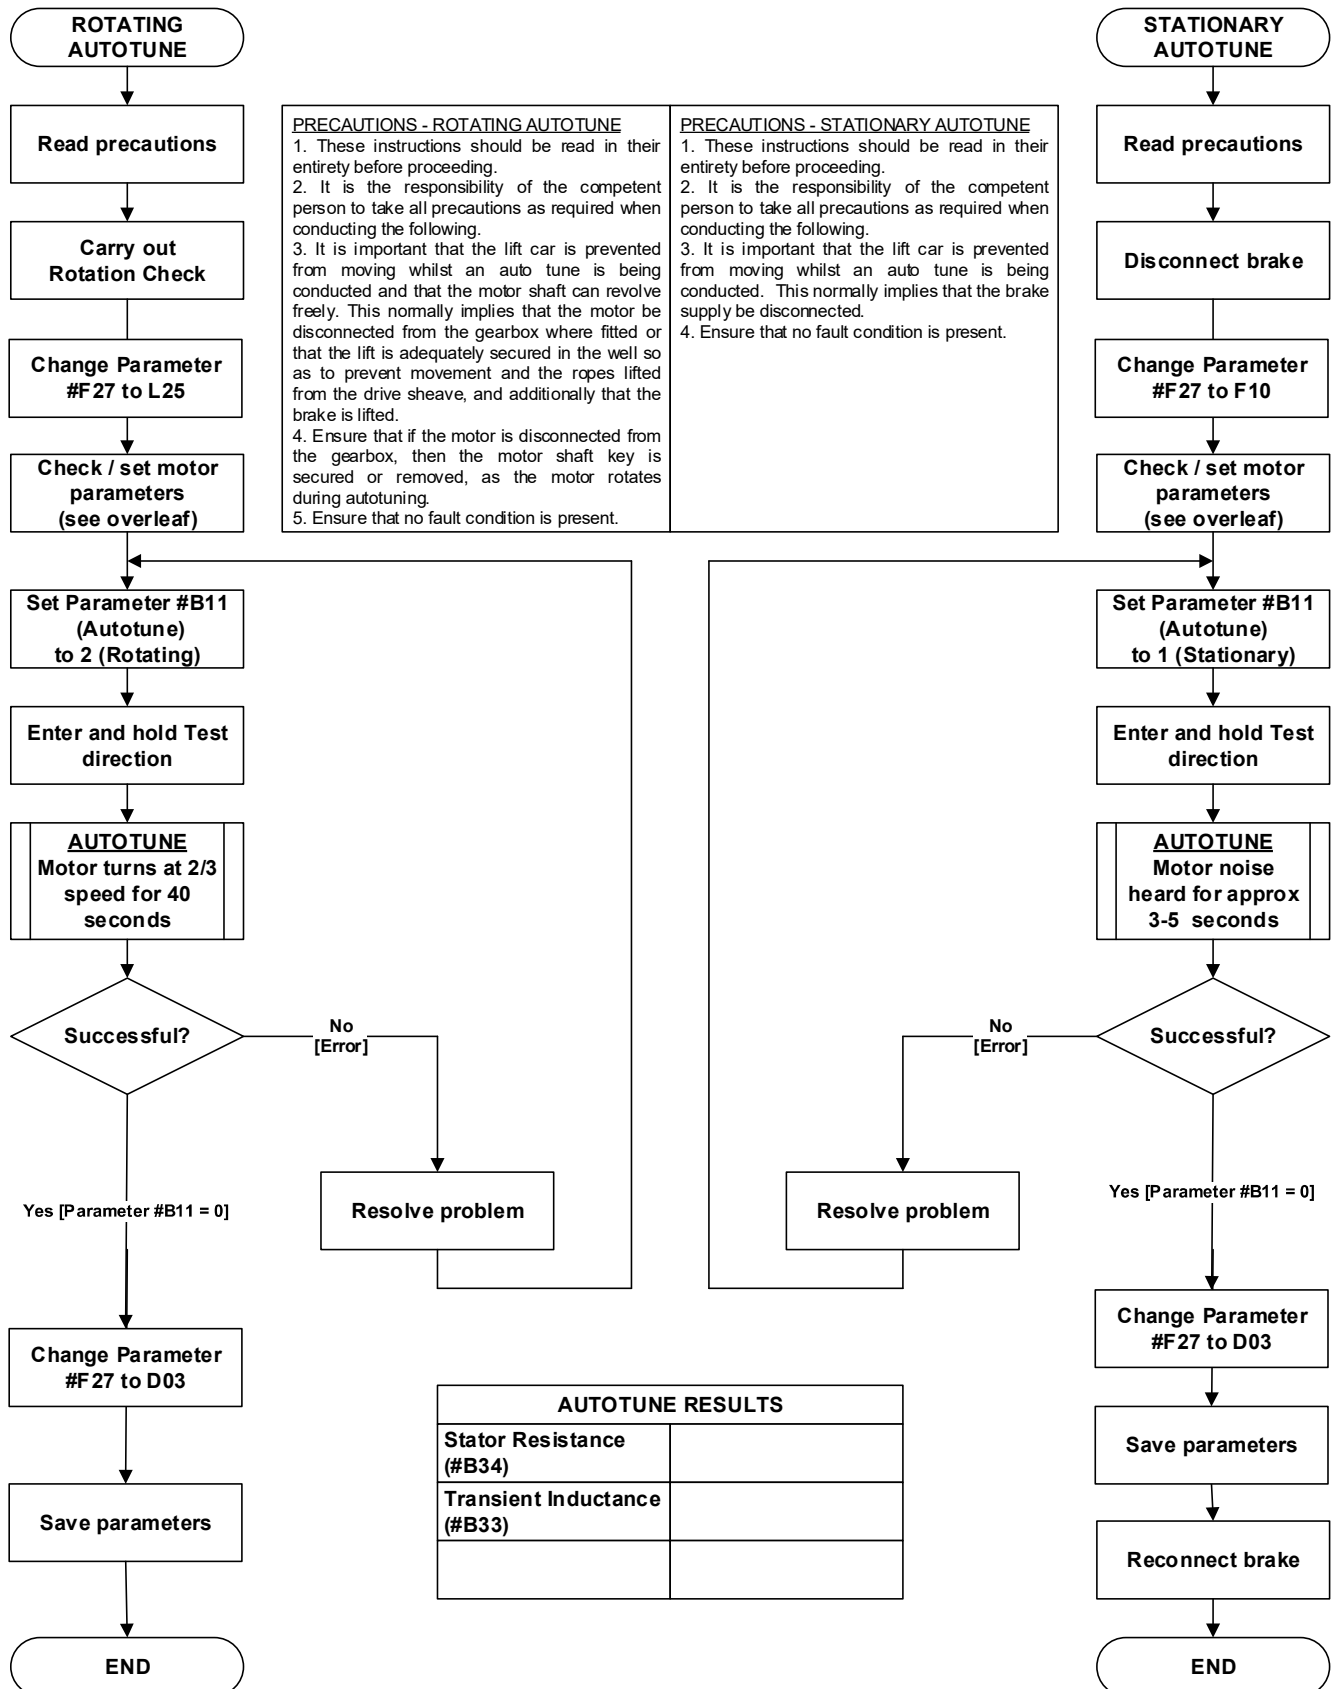 ROTATING
AUTOTUNE
Read precautions
Carry out
Rotation Check
Change Parameter
#F27 to L25
Check / set motor
parameters
(see overleaf)
Set Parameter #B11
(Autotune)
to 2 (Rotating)
Enter and hold Test
direction
AUTOTUNE
Motor turns at 2/3
speed for 40
seconds
Successful?
No
[Error]
Resolve problem
Yes [Parameter #B11 = 0]
Change Parameter
#F27 to D03
Save parameters
END
PRECAUTIONS - ROTATING AUTOTUNE
1. These instructions should be read in their
entirety before proceeding.
2. It is the responsibility of the competent
person to take all precautions as required when
conducting the following.
3. It is important that the lift car is prevented
from moving whilst an auto tune is being
conducted and that the motor shaft can revolve
freely. This normally implies that the motor be
disconnected from the gearbox where fitted or
that the lift is adequately secured in the well so
as to prevent movement and the ropes lifted
from the drive sheave, and additionally that the
brake is lifted.
4. Ensure that if the motor is disconnected from
the gearbox, then the motor shaft key is
secured or removed, as the motor rotates
during autotuning.
5. Ensure that no fault condition is present.
PRECAUTIONS - STATIONARY AUTOTUNE
1. These instructions should be read in their
entirety before proceeding.
2. It is the responsibility of the competent
person to take all precautions as required when
conducting the following.
3. It is important that the lift car is prevented
from moving whilst an auto tune is being
conducted. This normally implies that the brake
supply be disconnected.
4. Ensure that no fault condition is present.
AUTOTUNE RESULTS
Stator Resistance
(#B34)
Transient Inductance
(#B33)
STATIONARY
AUTOTUNE
Read precautions
Disconnect brake
Change Parameter
#F27 to F10
Check / set motor
parameters
(see overleaf)
Set Parameter #B11
(Autotune)
to 1 (Stationary)
Enter and hold Test
direction
AUTOTUNE
Motor noise
heard for approx
3-5 seconds
Successful?
No
[Error]
Resolve problem
Yes [Parameter #B11 = 0]
Change Parameter
#F27 to D03
Save parameters
Reconnect brake
END